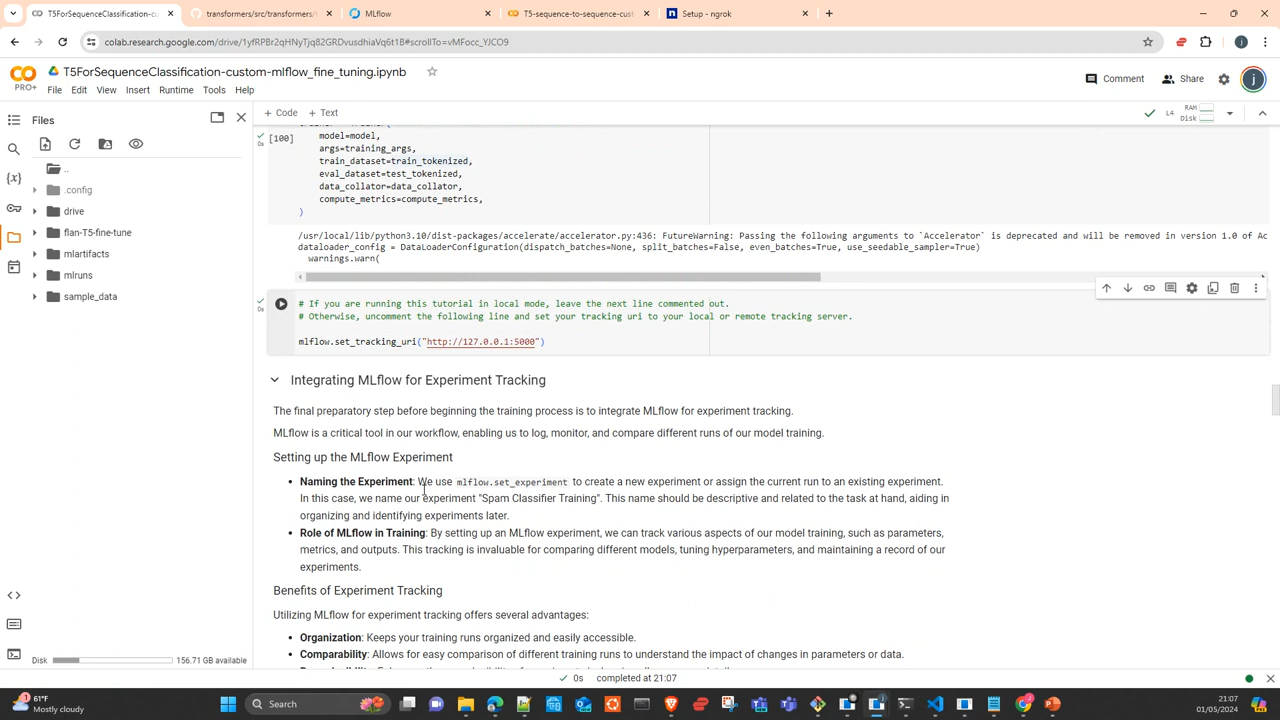 T5ForSequenceClassification-cu
transformers/src/transformers/
MLflow
T5-sequence-to-sequence-cust
Setup - ngrok
colab.research.google.com/drive/1yfRPBr2qHNyTjq82GRDvusdhiaVq6t1B#scrollTo=vMFocc_YJCO9
PRO+
T5ForSequenceClassification-custom-mlflow_fine_tuning.ipynb
File Edit View Insert Runtime Tools Help
Comment
Share
Files
+ Code + Text
L4
RAM
Disk
..
.config
drive
flan-T5-fine-tune
mlartifacts
mlruns
sample_data
[100]
0s
model=model,
args=training_args,
train_dataset=train_tokenized,
eval_dataset=test_tokenized,
data_collator=data_collator,
compute_metrics=compute_metrics,
)
/usr/local/lib/python3.10/dist-packages/accelerate/accelerator.py:436: FutureWarning: Passing the following arguments to `Accelerator` is deprecated and will be removed in version 1.0 of Ac
dataloader_config = DataLoaderConfiguration(dispatch_batches=None, split_batches=False, even_batches=True, use_seedable_sampler=True)
warnings.warn(
0s
# If you are running this tutorial in local mode, leave the next line commented out.
# Otherwise, uncomment the following line and set your tracking uri to your local or remote tracking server.
mlflow.set_tracking_uri("http://127.0.0.1:5000")
Integrating MLflow for Experiment Tracking
The final preparatory step before beginning the training process is to integrate MLflow for experiment tracking.
MLflow is a critical tool in our workflow, enabling us to log, monitor, and compare different runs of our model training.
Setting up the MLflow Experiment
• Naming the Experiment: We use mlflow.set_experiment to create a new experiment or assign the current run to an existing experiment.
In this case, we name our experiment "Spam Classifier Training". This name should be descriptive and related to the task at hand, aiding in
organizing and identifying experiments later.
• Role of MLflow in Training: By setting up an MLflow experiment, we can track various aspects of our model training, such as parameters,
metrics, and outputs. This tracking is invaluable for comparing different models, tuning hyperparameters, and maintaining a record of our
experiments.
Benefits of Experiment Tracking
Utilizing MLflow for experiment tracking offers several advantages:
• Organization: Keeps your training runs organized and easily accessible.
• Comparability: Allows for easy comparison of different training runs to understand the impact of changes in parameters or data.
Disk
156.71 GB available
0s completed at 21:07
61°F
Mostly cloudy
Search
21:07
01/05/2024